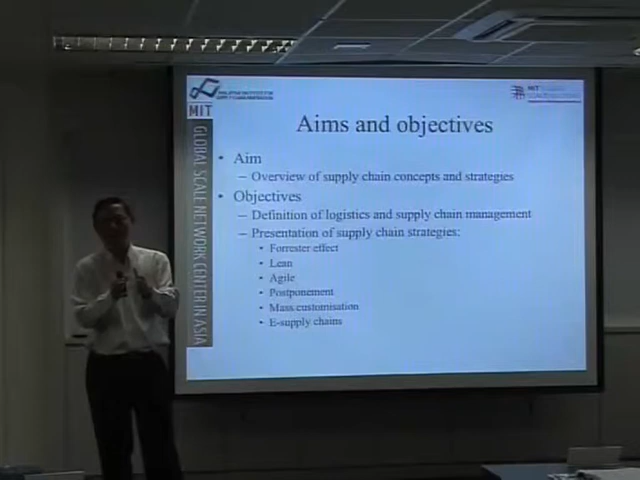 MIT
MIT
GLOBAL SCALE NETWORK CENTER IN ASIA
Aims and objectives
• Aim
– Overview of supply chain concepts and strategies
• Objectives
– Definition of logistics and supply chain management
– Presentation of supply chain strategies:
• Forrester effect
• Lean
• Agile
• Postponement
• Mass customisation
• E-supply chains